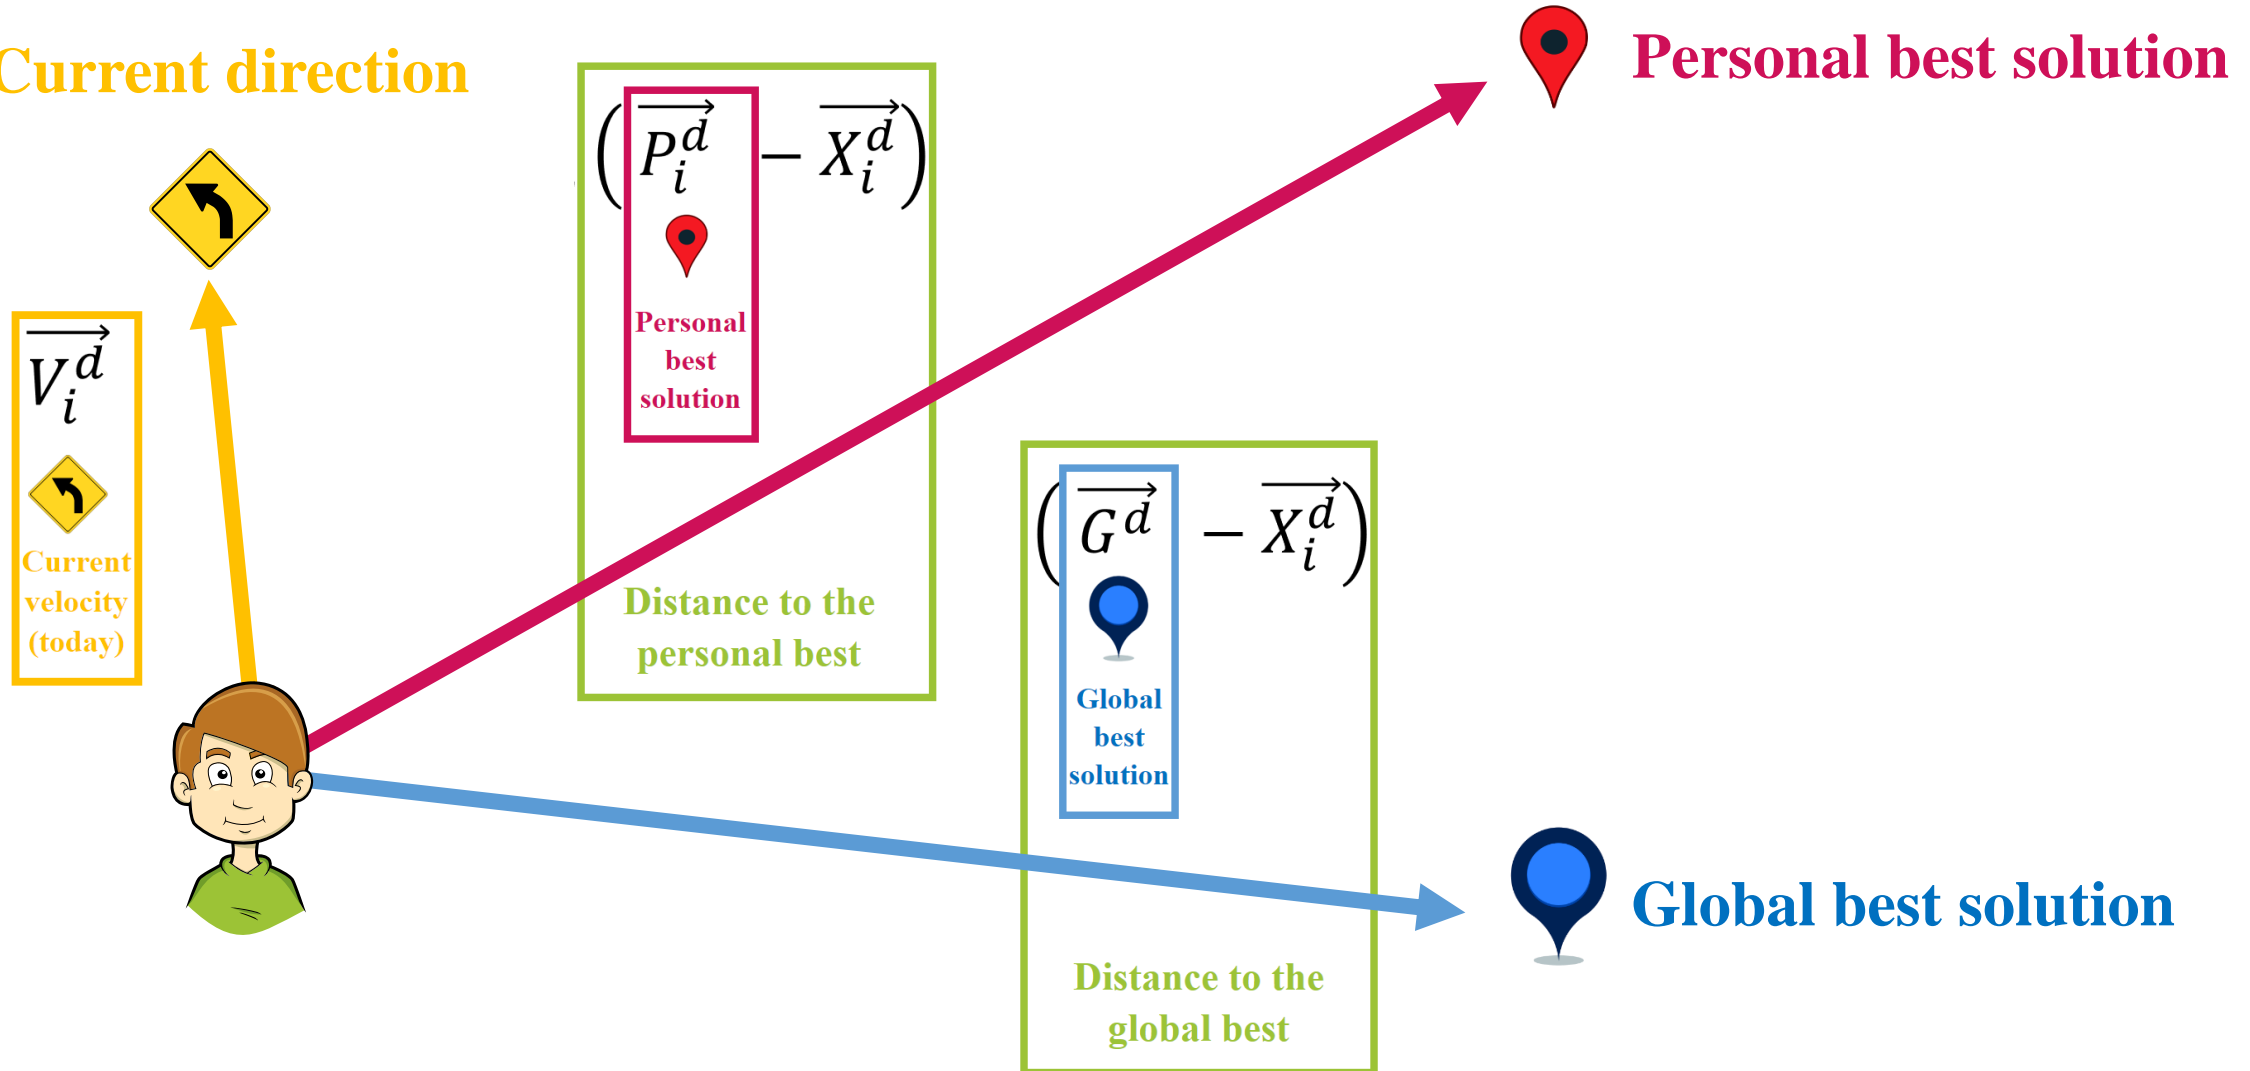 Current direction
Personal best solution
(P_i^d − X_i^d)
Personal
best
solution
V_i^d
Current
velocity
(today)
Distance to the
personal best
(G^d − X_i^d)
Global
best
solution
Global best solution
Distance to the
global best